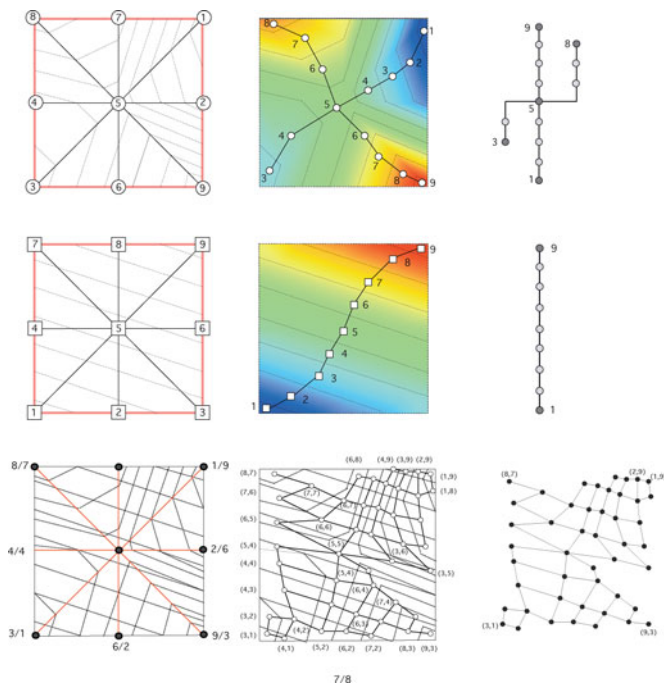 8 7 1
4 5 2
3 6 9
8 7 6 5 4 3 2 1
4 3 6 7 8 9
9 8 5 3 1
7 8 9
4 5 6
1 2 3
9 8 7 6 5 4 3 2 1
9 1
8/7 1/9
4/4 2/6
3/1 6/2 9/3
(6,8) (4,9) (3,9) (2,9)
(8,7) (1,9)
(7,6) (7,7) (1,8)
(6,5) (6,6)
(5,4) (5,5) (3,4)
(4,4) (5,4) (3,5)
(4,3) (6,4)
(7,4)
(3,2) (4,2)
(3,1)
(4,1) (5,2) (6,2) (7,2) (8,3) (9,3)
(8,7) (2,9) (1,9)
(3,1) (9,3)
7/8